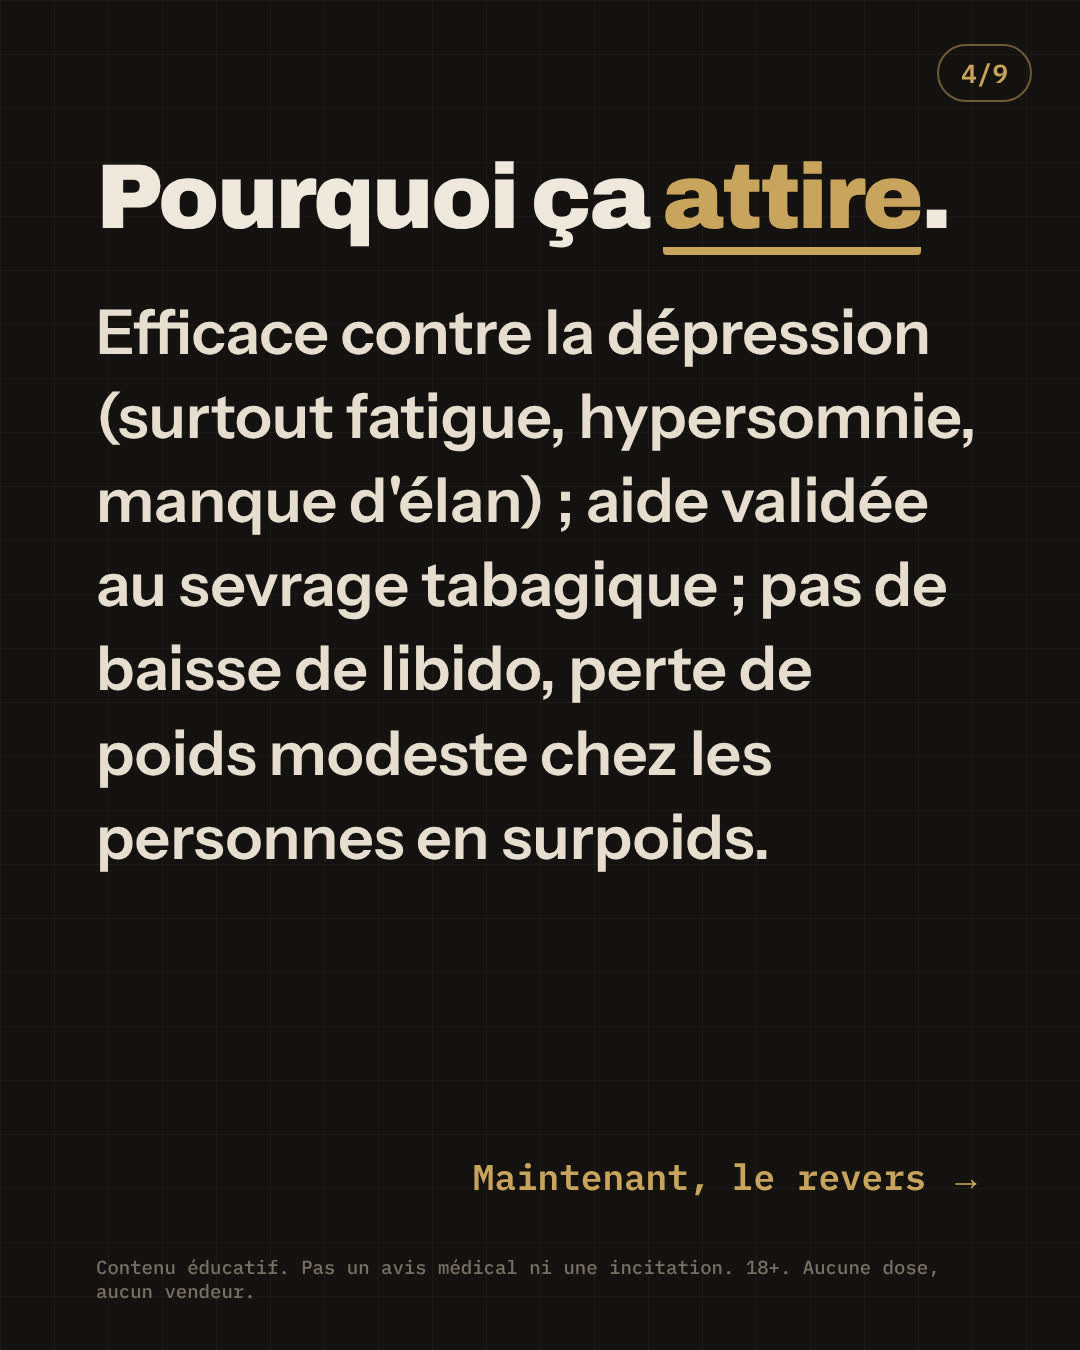 4/9
Pourquoi ça attire.
Efficace contre la dépression
(surtout fatigue, hypersomnie,
manque d'élan) ; aide validée
au sevrage tabagique ; pas de
baisse de libido, perte de
poids modeste chez les
personnes en surpoids.
Maintenant, le revers →
Contenu éducatif. Pas un avis médical ni une incitation. 18+. Aucune dose,
aucun vendeur.